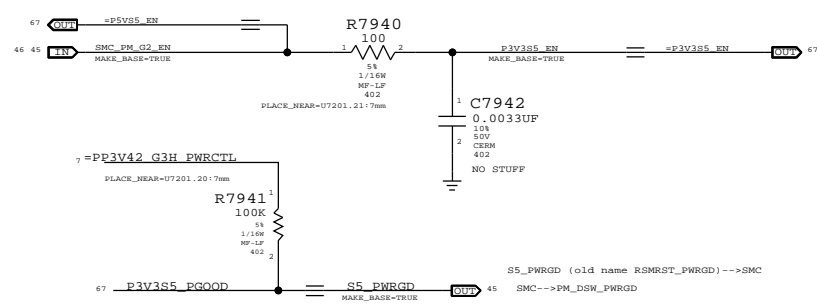 67 OUT =P5VS5_EN
R7940
100
46 45 IN SMC_PM_G2_EN 1 2 P3V3S5_EN =P3V3S5_EN OUT 67
MAKE_BASE=TRUE MAKE_BASE=TRUE
5%
1/16W
MF-LF
402
PLACE_NEAR=U7201.21:7mm
1 C7942
0.0033UF
10%
50V
2 CERM
402
NO STUFF
7 =PP3V42_G3H_PWRCTL
PLACE_NEAR=U7201.20:7mm
R7941 1
100K
5%
1/16W
MF-LF
402
2
S5_PWRGD (old name RSMRST_PWRGD)-->SMC
67 P3V3S5_PGOOD S5_PWRGD OUT 45 SMC-->PM_DSW_PWRGD
MAKE_BASE=TRUE